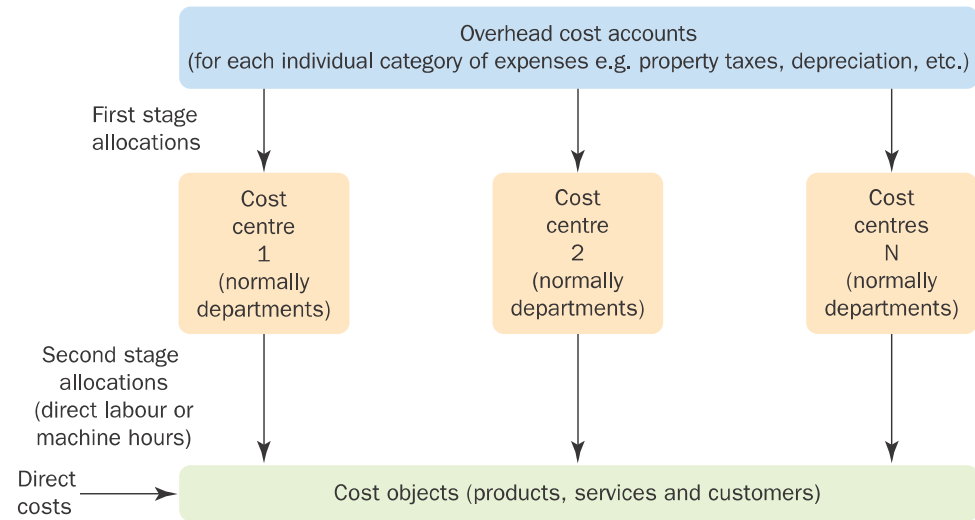 Overhead cost accounts
(for each individual category of expenses e.g. property taxes, depreciation, etc.)
First stage
allocations
Cost
centre
1
(normally
departments)
Cost
centre
2
(normally
departments)
Cost
centres
N
(normally
departments)
Second stage
allocations
(direct labour or
machine hours)
Direct
costs
Cost objects (products, services and customers)